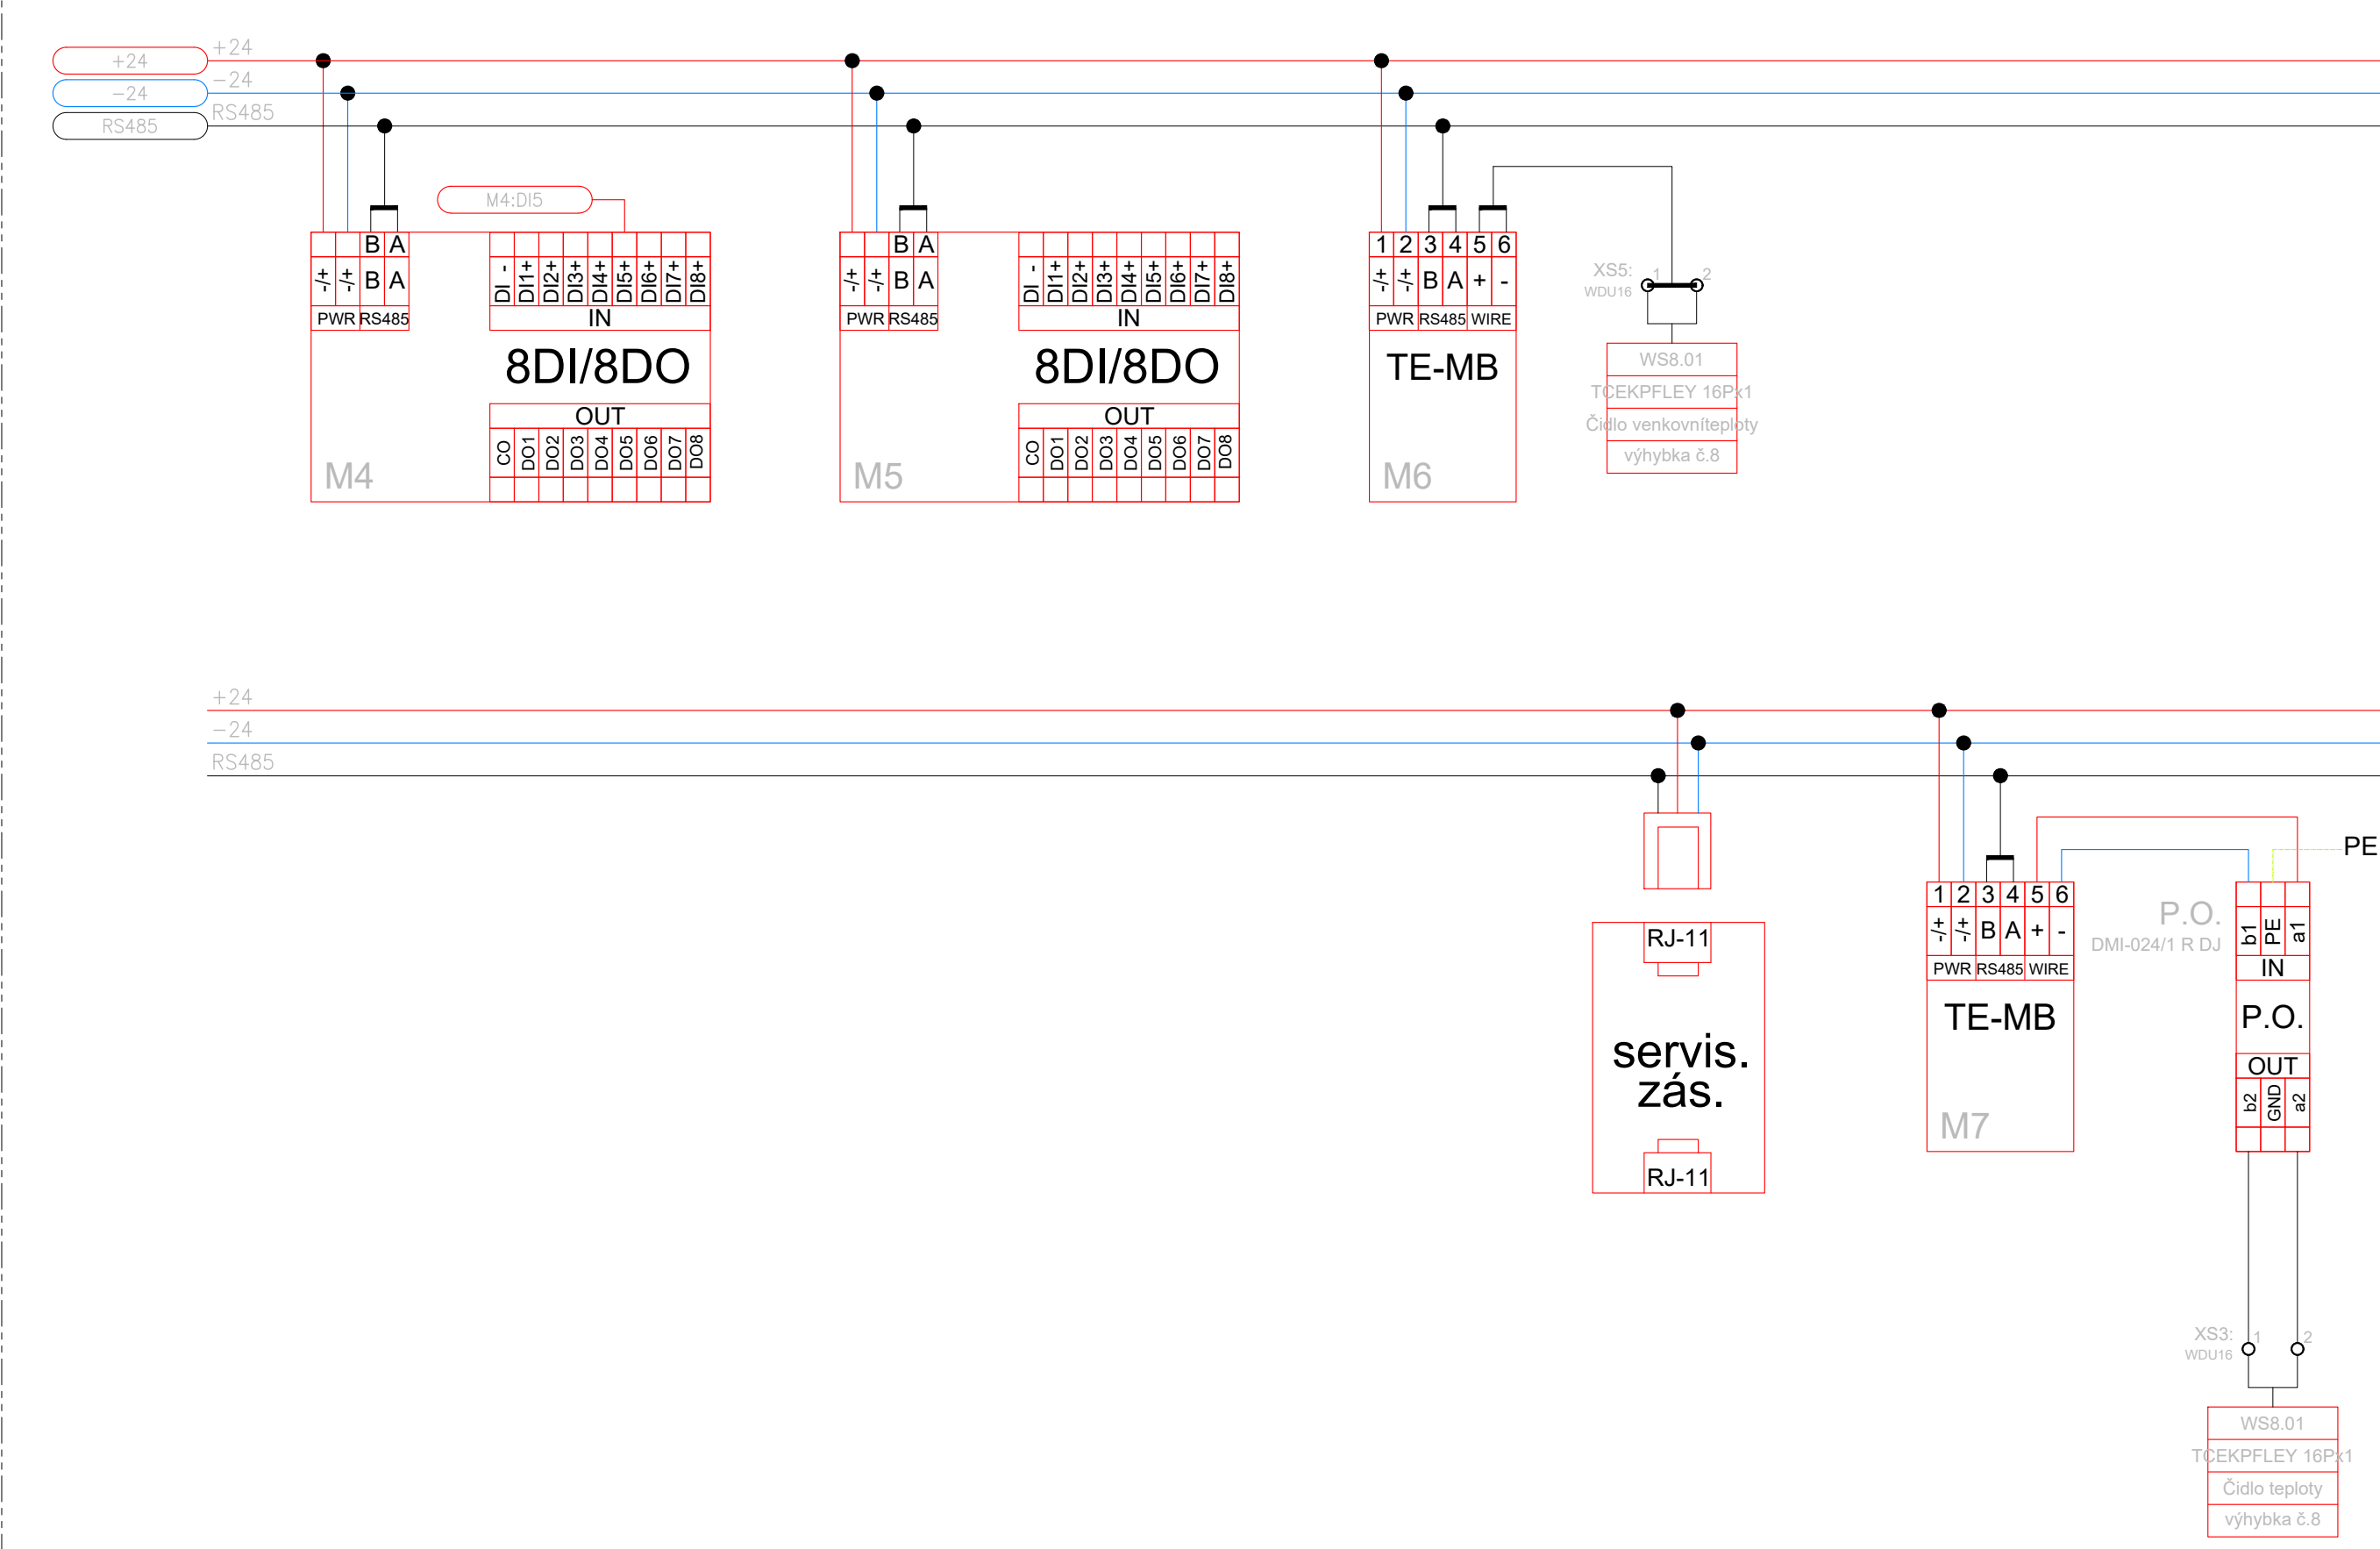 +24
+24
−24
−24
RS485
RS485
M4:DI5
B A
-/+ -/+ B A
PWR RS485
DI - DI1+ DI2+ DI3+ DI4+ DI5+ DI6+ DI7+ DI8+
IN
8DI/8DO
OUT
CO DO1 DO2 DO3 DO4 DO5 DO6 DO7 DO8
M4
B A
-/+ -/+ B A
PWR RS485
DI - DI1+ DI2+ DI3+ DI4+ DI5+ DI6+ DI7+ DI8+
IN
8DI/8DO
OUT
CO DO1 DO2 DO3 DO4 DO5 DO6 DO7 DO8
M5
1 2 3 4 5 6
-/+ -/+ B A + -
PWR RS485 WIRE
TE-MB
M6
XS5: 1 2
WDU16
WS8.01
TCEKPFLEY 16Px1
Čidlo venkovníteploty
výhybka č.8
+24
−24
RS485
RJ-11
servis.
zás.
RJ-11
1 2 3 4 5 6
-/+ -/+ B A + -
PWR RS485 WIRE
TE-MB
M7
PE
P.O.
DMI-024/1 R DJ
b1 PE a1
IN
P.O.
OUT
b2 GND a2
XS3: 1 2
WDU16
WS8.01
TCEKPFLEY 16Px1
Čidlo teploty
výhybka č.8